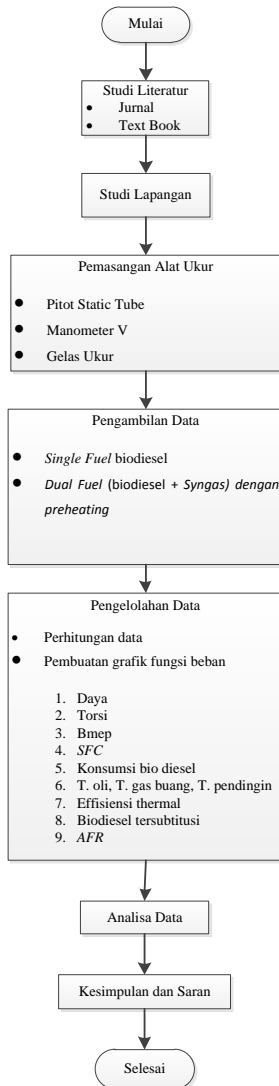 Mulai
Studi Literatur
• Jurnal
• Text Book
Studi Lapangan
Pemasangan Alat Ukur
• Pitot Static Tube
• Manometer V
• Gelas Ukur
Pengambilan Data
• Single Fuel biodiesel
• Dual Fuel (biodiesel + Syngas) dengan
preheating
Pengelolahan Data
• Perhitungan data
• Pembuatan grafik fungsi beban
1. Daya
2. Torsi
3. Bmep
4. SFC
5. Konsumsi bio diesel
6. T. oli, T. gas buang, T. pendingin
7. Effisiensi thermal
8. Biodiesel tersubtitusi
9. AFR
Analisa Data
Kesimpulan dan Saran
Selesai